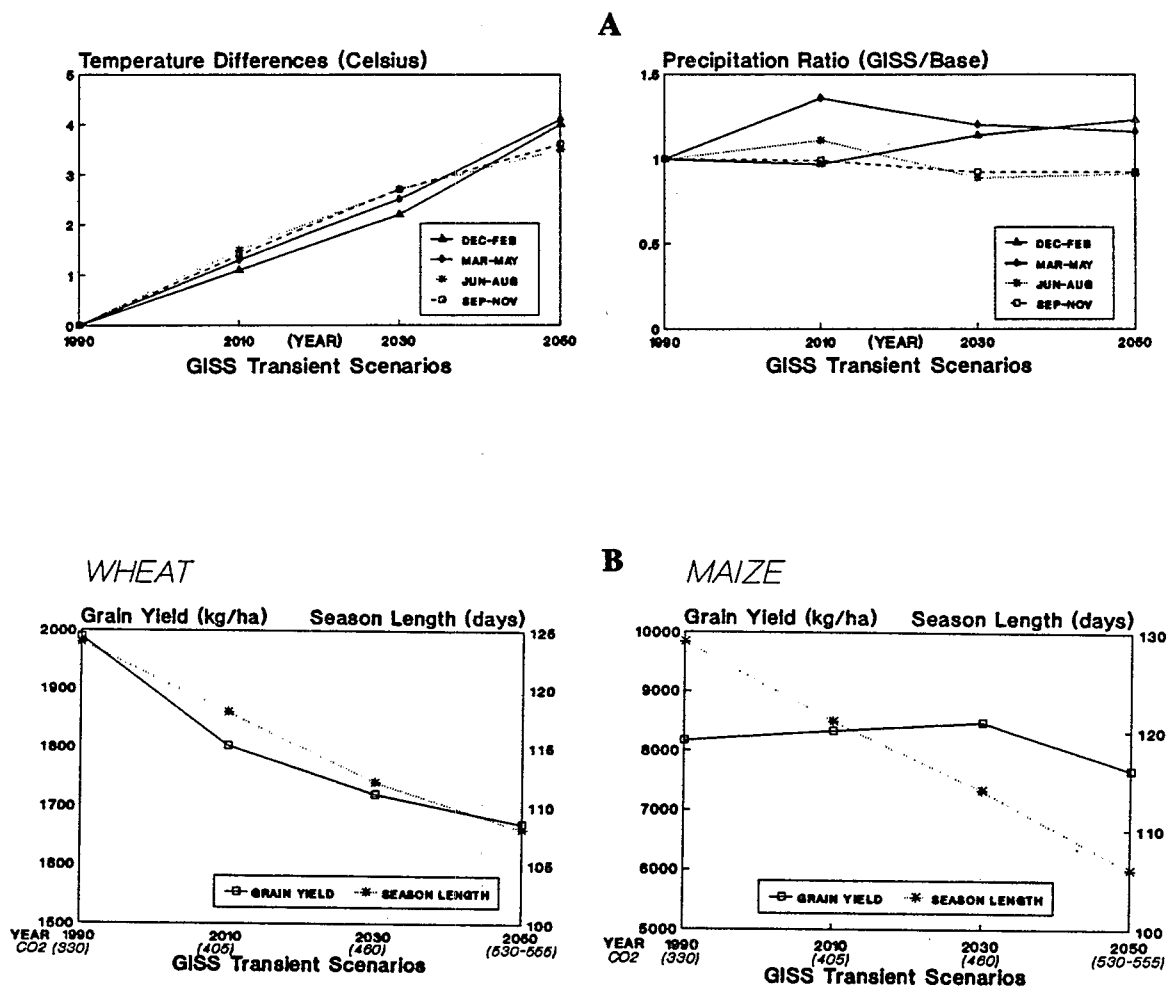 A
Temperature Differences (Celsius)
5
4
3
2
1
0
1990 2010 (YEAR) 2030 2050
GISS Transient Scenarios
DEC-FEB
MAR-MAY
JUN-AUG
SEP-NOV
Precipitation Ratio (GISS/Base)
1.5
1
0.5
0
1990 2010 (YEAR) 2030 2050
GISS Transient Scenarios
DEC-FEB
MAR-MAY
JUN-AUG
SEP-NOV
B
WHEAT
Grain Yield (kg/ha) Season Length (days)
2000 126
1900 120
1800 115
1700 110
1600 105
1500 100
GRAIN YIELD SEASON LENGTH
YEAR 1990 2010 2030 2050
CO2 (330) (405) (460) (530-555)
GISS Transient Scenarios
MAIZE
Grain Yield (kg/ha) Season Length (days)
10000 130
9000
8000 120
7000 110
6000
5000 100
GRAIN YIELD SEASON LENGTH
YEAR 1990 2010 2030 2050
CO2 (330) (405) (460) (530-555)
GISS Transient Scenarios